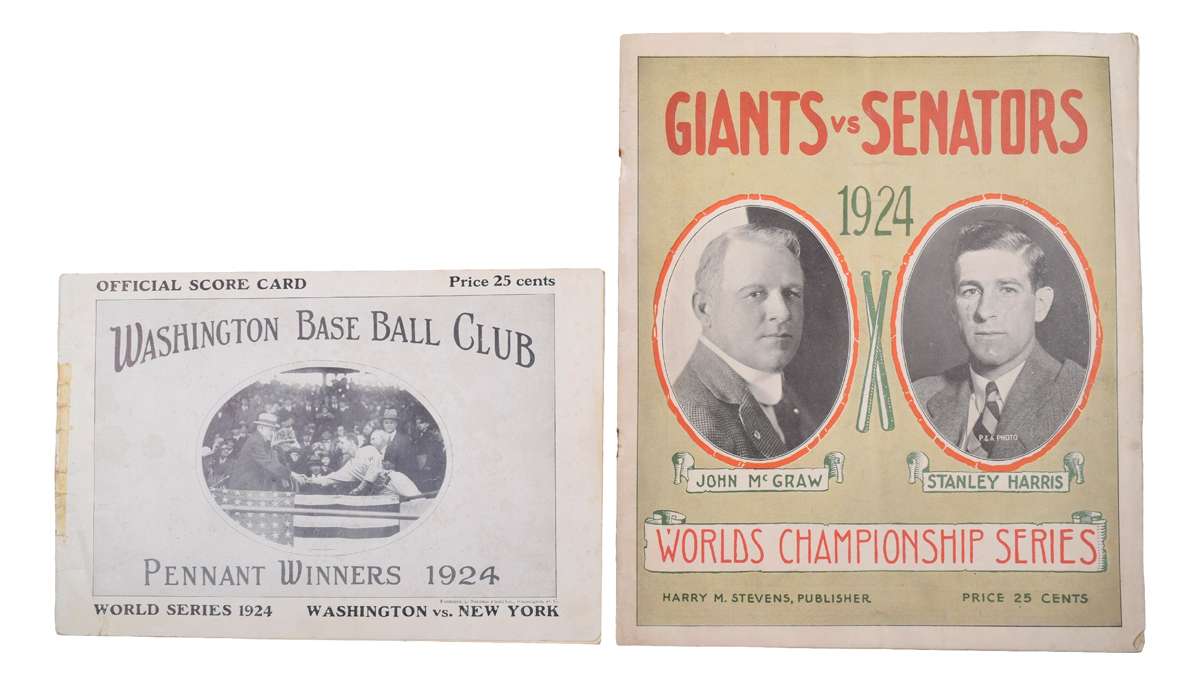 OFFICIAL SCORE CARD Price 25 cents
WASHINGTON BASE BALL CLUB
PENNANT WINNERS 1924
WORLD SERIES 1924 WASHINGTON vs. NEW YORK
GIANTS VS SENATORS
1924
P & A PHOTO
JOHN McGRAW
STANLEY HARRIS
WORLDS CHAMPIONSHIP SERIES
HARRY M. STEVENS, PUBLISHER PRICE 25 CENTS